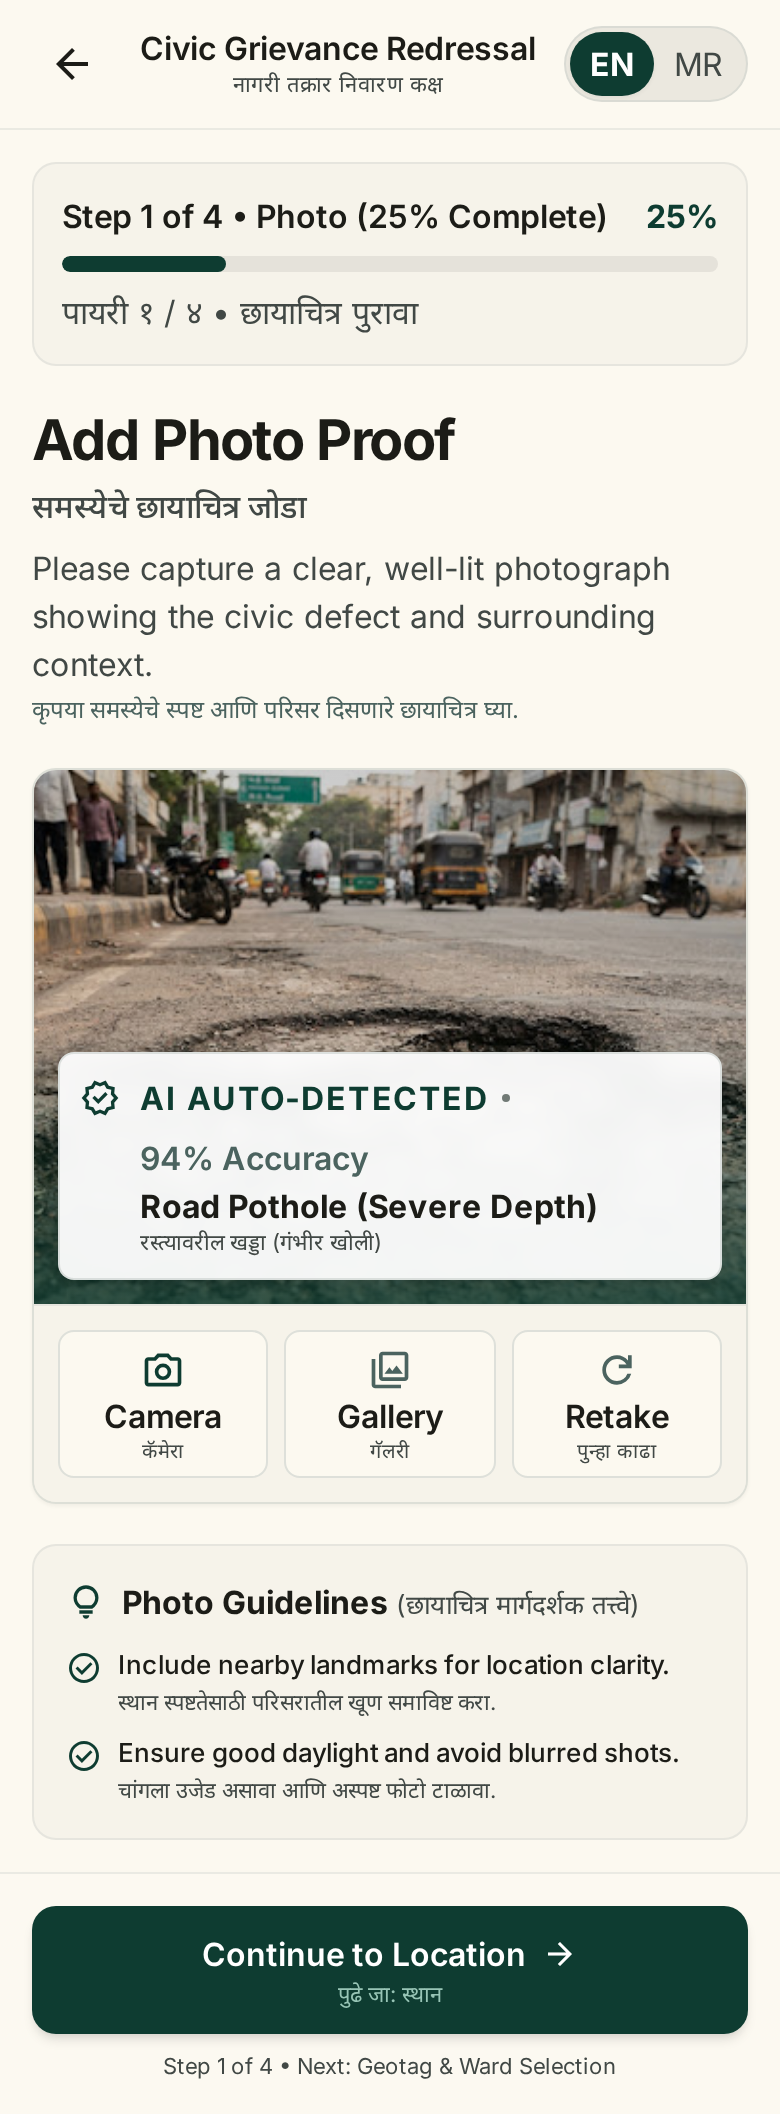 Civic Grievance Redressal
नागरी तक्रार निवारण कक्ष
EN MR
Step 1 of 4 • Photo (25% Complete) 25%
पायरी १ / ४ • छायाचित्र पुरावा
Add Photo Proof
समस्येचे छायाचित्र जोडा
Please capture a clear, well-lit photograph
showing the civic defect and surrounding
context.
कृपया समस्येचे स्पष्ट आणि परिसर दिसणारे छायाचित्र घ्या.
AI AUTO-DETECTED •
94% Accuracy
Road Pothole (Severe Depth)
रस्त्यावरील खड्डा (गंभीर खोली)
Camera
कॅमेरा
Gallery
गॅलरी
Retake
पुन्हा काढा
Photo Guidelines (छायाचित्र मार्गदर्शक तत्त्वे)
Include nearby landmarks for location clarity.
स्थान स्पष्टतेसाठी परिसरातील खूण समाविष्ट करा.
Ensure good daylight and avoid blurred shots.
चांगला उजेड असावा आणि अस्पष्ट फोटो टाळावा.
Continue to Location →
पुढे जा: स्थान
Step 1 of 4 • Next: Geotag & Ward Selection